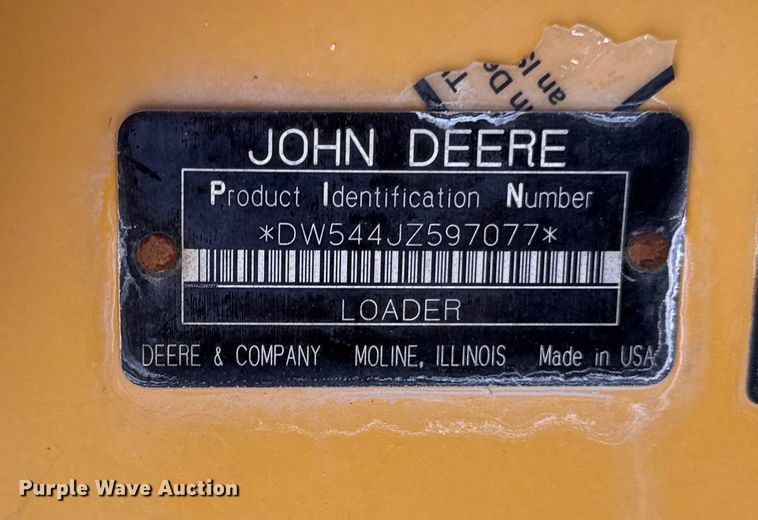 JOHN DEERE
Product Identification Number
*DW544JZ597077*
LOADER
DEERE & COMPANY MOLINE, ILLINOIS Made in USA
Purple Wave Auction